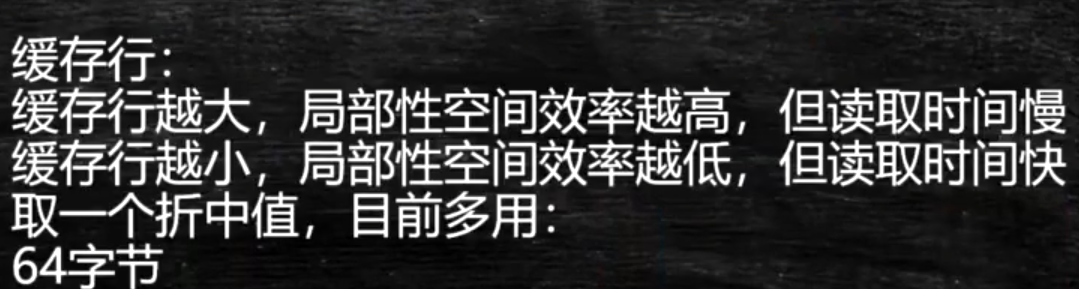 缓存行：
缓存行越大，局部性空间效率越高，但读取时间慢
缓存行越小，局部性空间效率越低，但读取时间快
取一个折中值，目前多用：
64字节